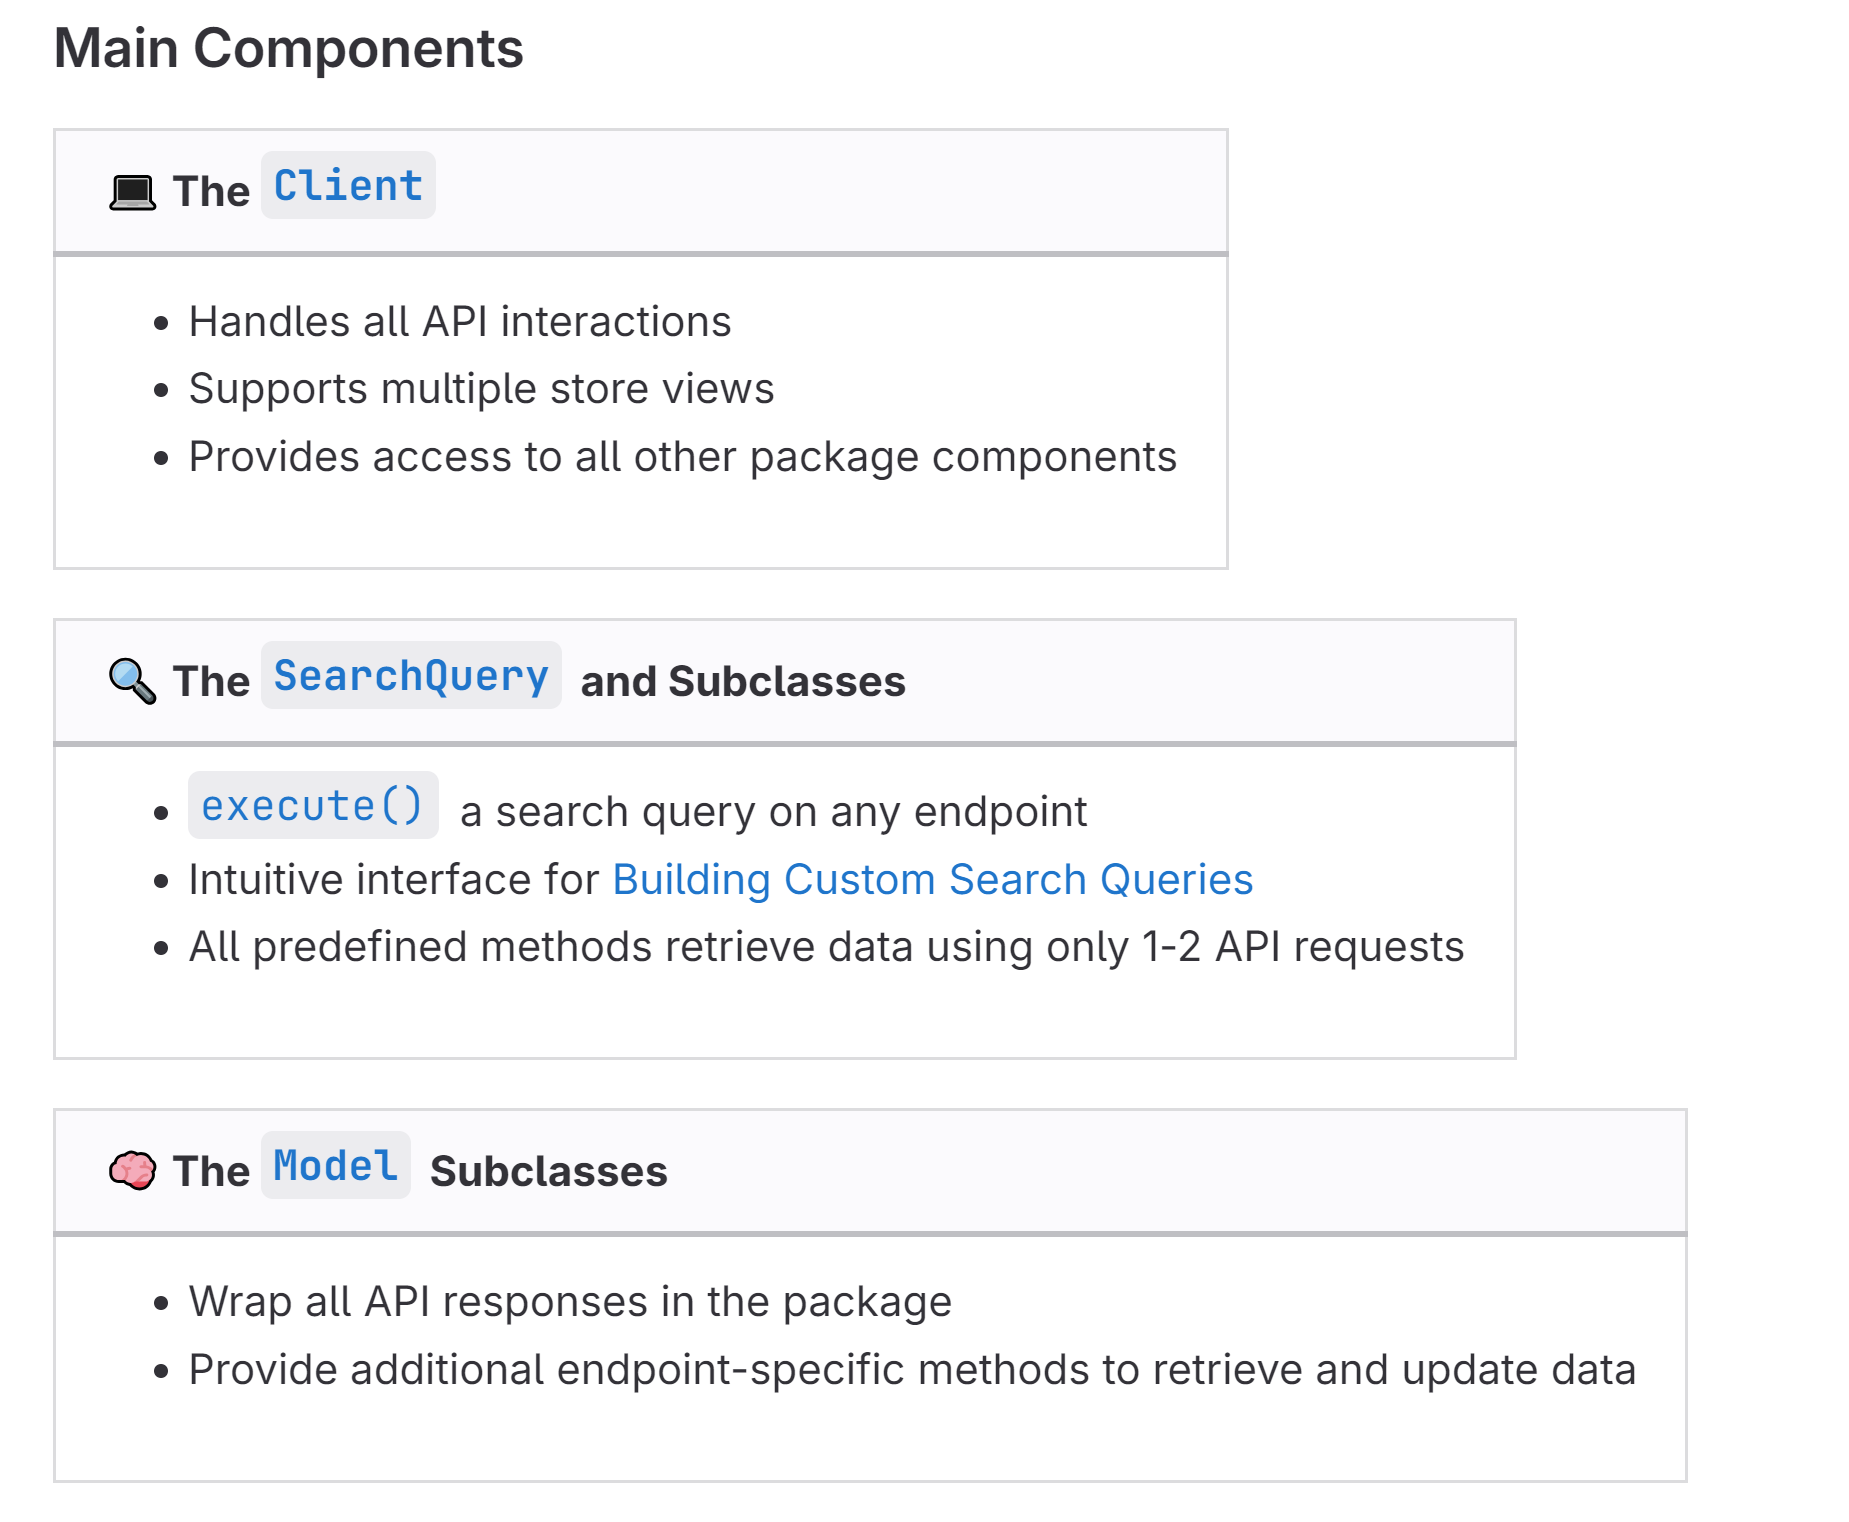 Main Components
The Client
Handles all API interactions
Supports multiple store views
Provides access to all other package components
The SearchQuery and Subclasses
execute() a search query on any endpoint
Intuitive interface for Building Custom Search Queries
All predefined methods retrieve data using only 1-2 API requests
The Model Subclasses
Wrap all API responses in the package
Provide additional endpoint-specific methods to retrieve and update data